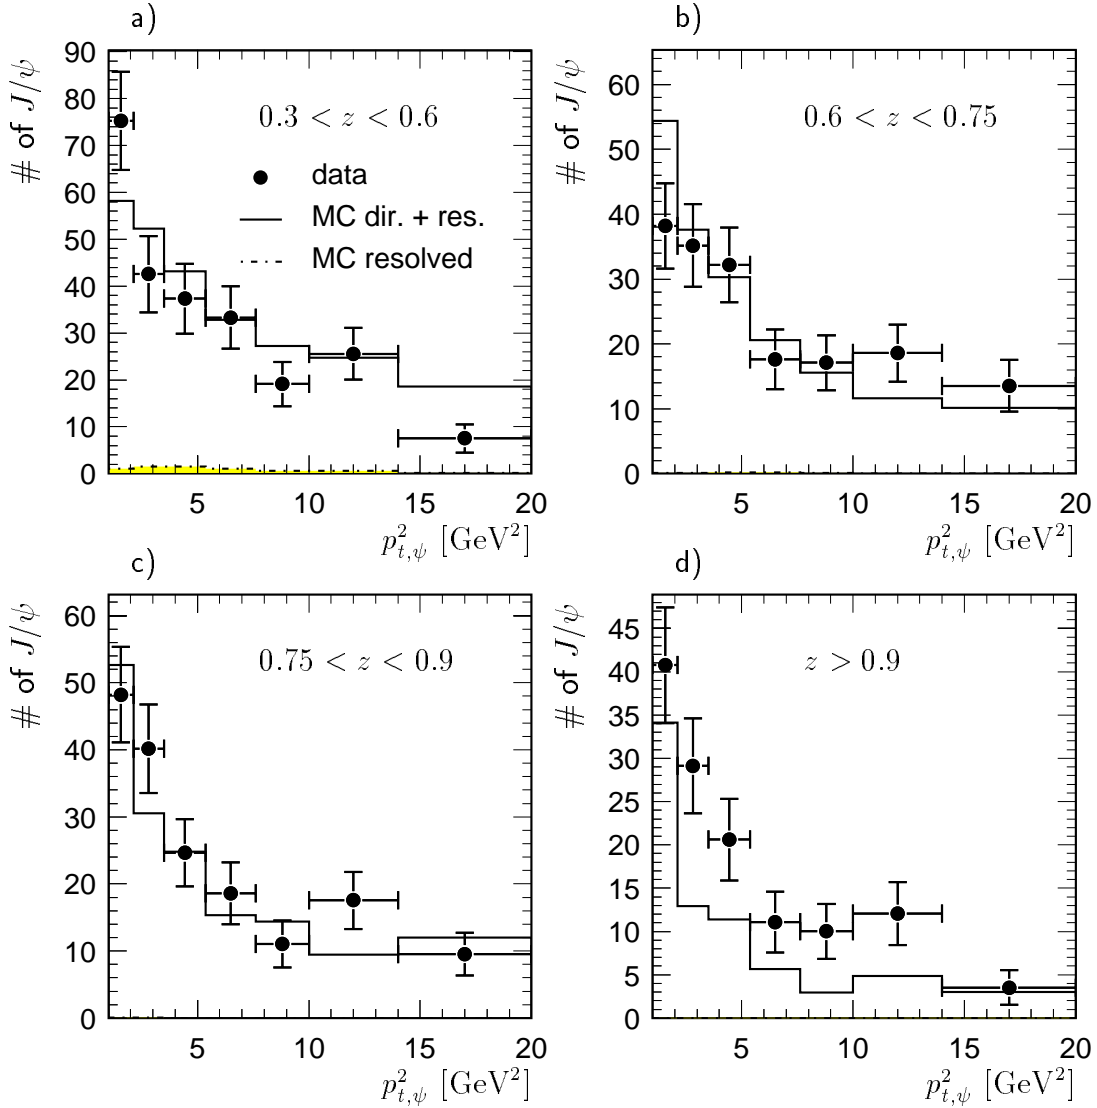 a)
# of J/ψ
90
80
70
60
50
40
30
20
10
0
0.3 < z < 0.6
data
MC dir. + res.
MC resolved
5 10 15 20
p²t,ψ [GeV²]
b)
# of J/ψ
60
50
40
30
20
10
0
0.6 < z < 0.75
5 10 15 20
p²t,ψ [GeV²]
c)
# of J/ψ
60
50
40
30
20
10
0
0.75 < z < 0.9
5 10 15 20
p²t,ψ [GeV²]
d)
# of J/ψ
45
40
35
30
25
20
15
10
5
0
z > 0.9
5 10 15 20
p²t,ψ [GeV²]